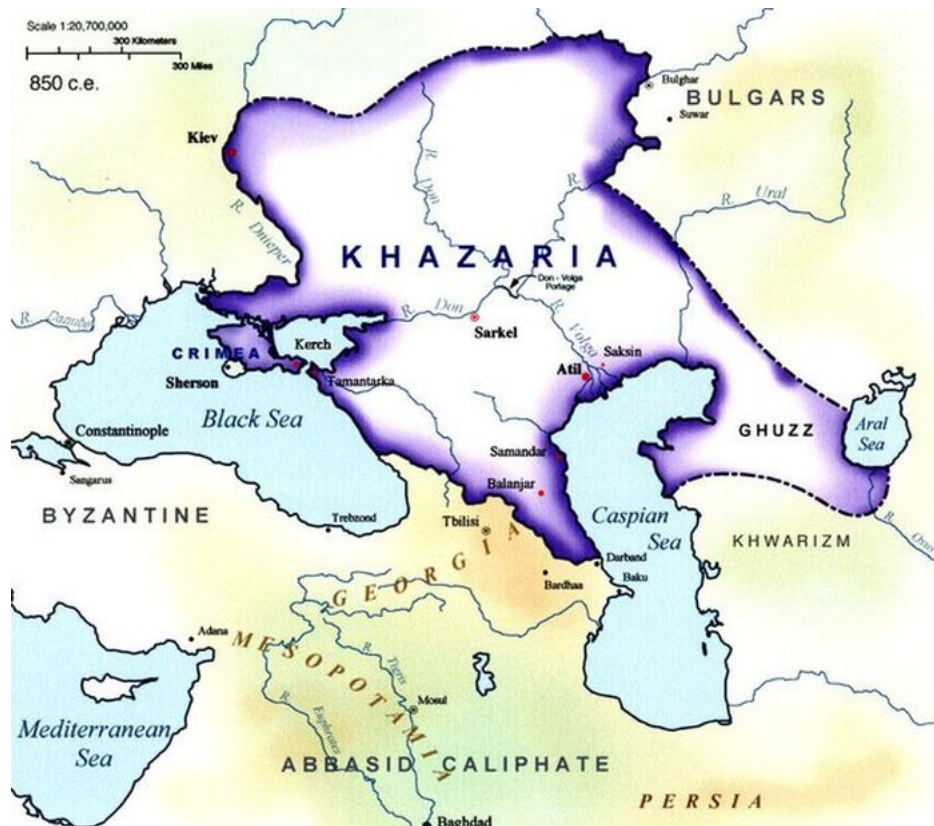 Scale 1:20,700,000
300 Kilometers
300 Miles
850 c.e.
Bulghar
BULGARS
Suwar
Kiev
R. Don
R.
R. Ural
R. Dnieper
KHAZARIA
Don - Volga
Portage
R. Danube
R. Don
Sarkel
R. Volga
Kerch
CRIMEA
Saksin
Atil
Sherson
Tamantarka
Black Sea
Constantinople
GHUZZ
Aral
Sea
Samandar
Sangarus
Balanjar
BYZANTINE
Trebzond
Tbilisi
Caspian
Sea
KHWARIZM
GEORGIA
Darband
Bardhaa
Baku
Adana
MESOPOTAMIA
R. Tigris
Mosul
R. Euphrates
Mediterranean
Sea
ABBASID CALIPHATE
PERSIA
Baghdad